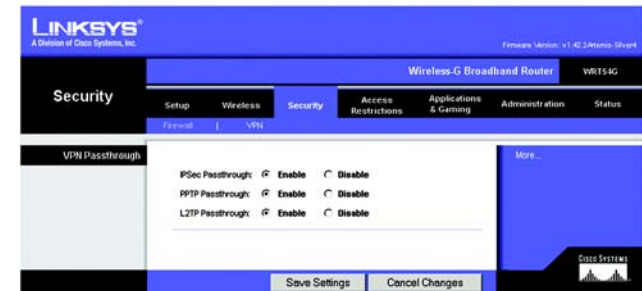 LINKSYS®
A Division of Cisco Systems, Inc.
Firmware Version: v1.42.2
Wireless-G Broadband Router WRT54G
Security
Setup Wireless Security Access Restrictions Applications & Gaming Administration Status
Firewall | VPN
VPN Passthrough
More...
IPSec Passthrough: Enable Disable
PPTP Passthrough: Enable Disable
L2TP Passthrough: Enable Disable
CISCO SYSTEMS
Save Settings Cancel Changes